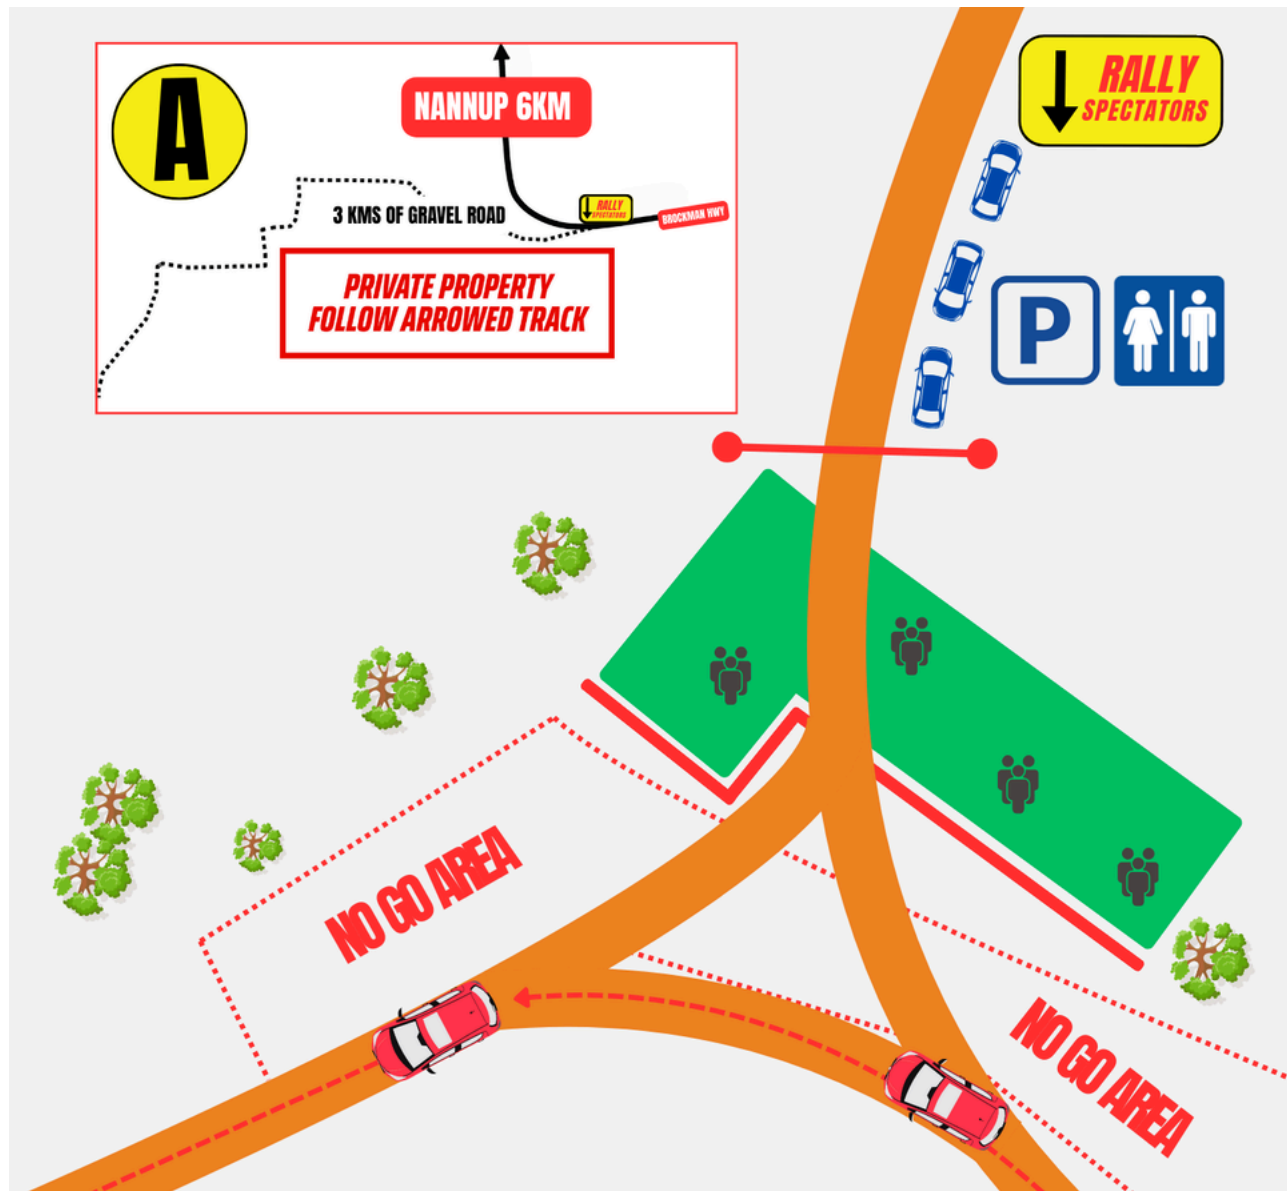 A
NANNUP 6KM
3 KMS OF GRAVEL ROAD
RALLY
SPECTATORS
BROCKMAN HWY
PRIVATE PROPERTY
FOLLOW ARROWED TRACK
RALLY
SPECTATORS
P
NO GO AREA
NO GO AREA